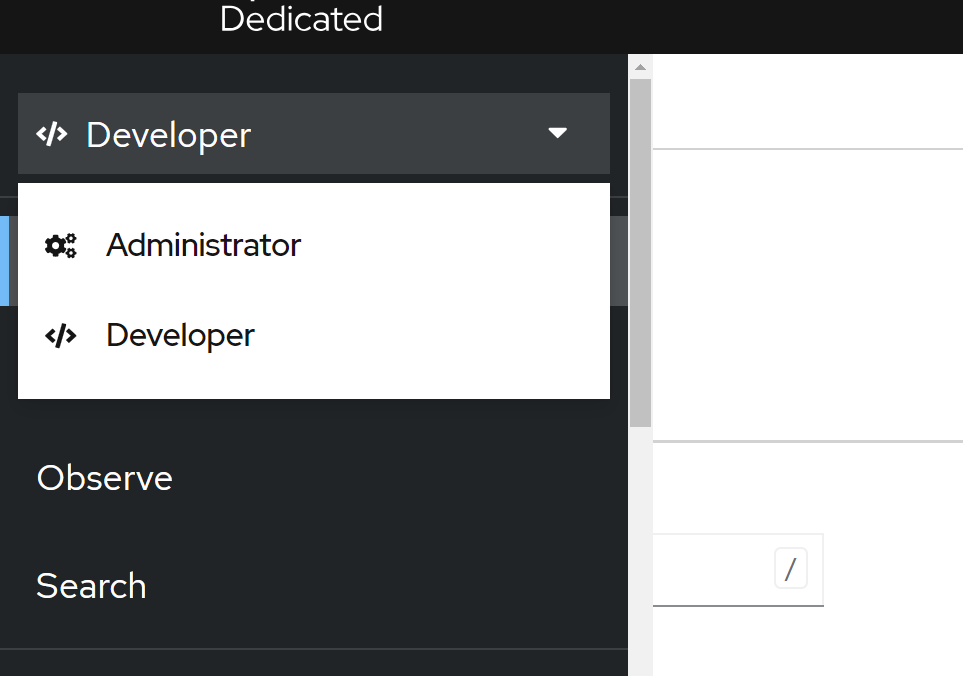 Dedicated
Developer
Administrator
Developer
Observe
Search
/